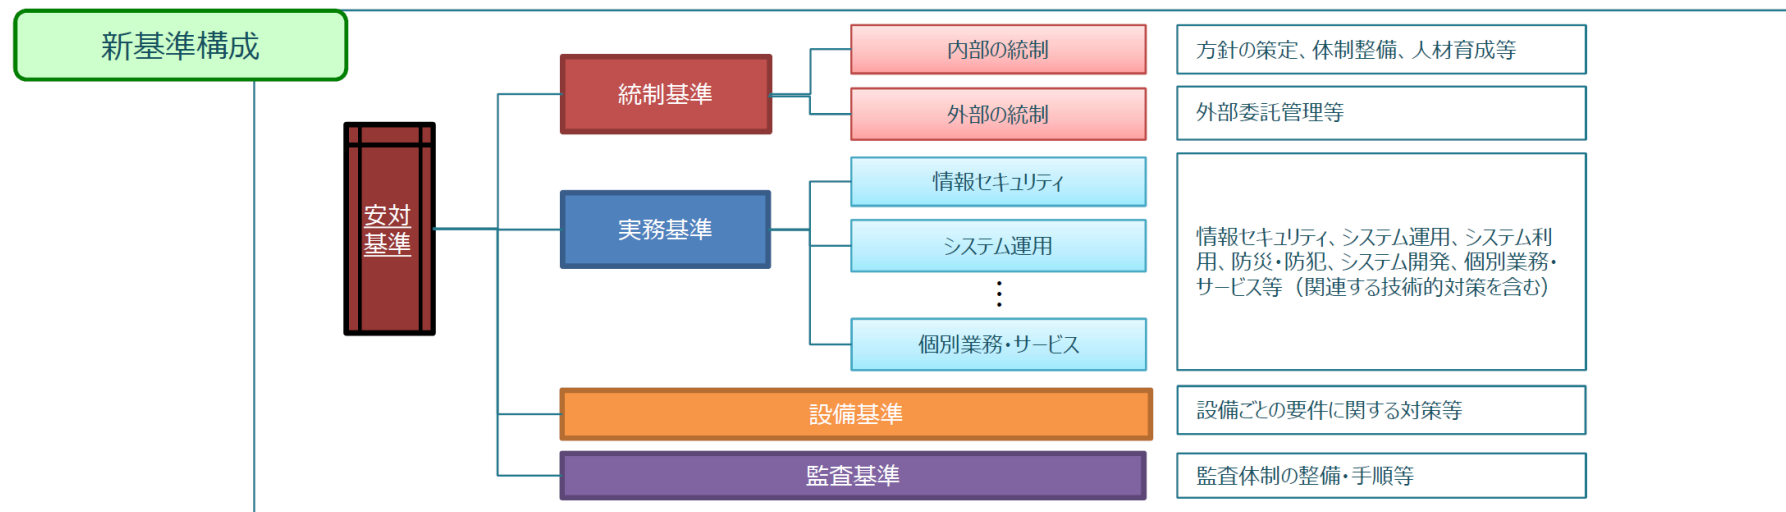 新基準構成
内部の統制
方針の策定、体制整備、人材育成等
統制基準
外部の統制
外部委託管理等
安対
基準
実務基準
情報セキュリティ
システム運用
⋮
個別業務・サービス
情報セキュリティ、システム運用、システム利
用、防災・防犯、システム開発、個別業務・
サービス等（関連する技術的対策を含む）
設備基準
設備ごとの要件に関する対策等
監査基準
監査体制の整備・手順等